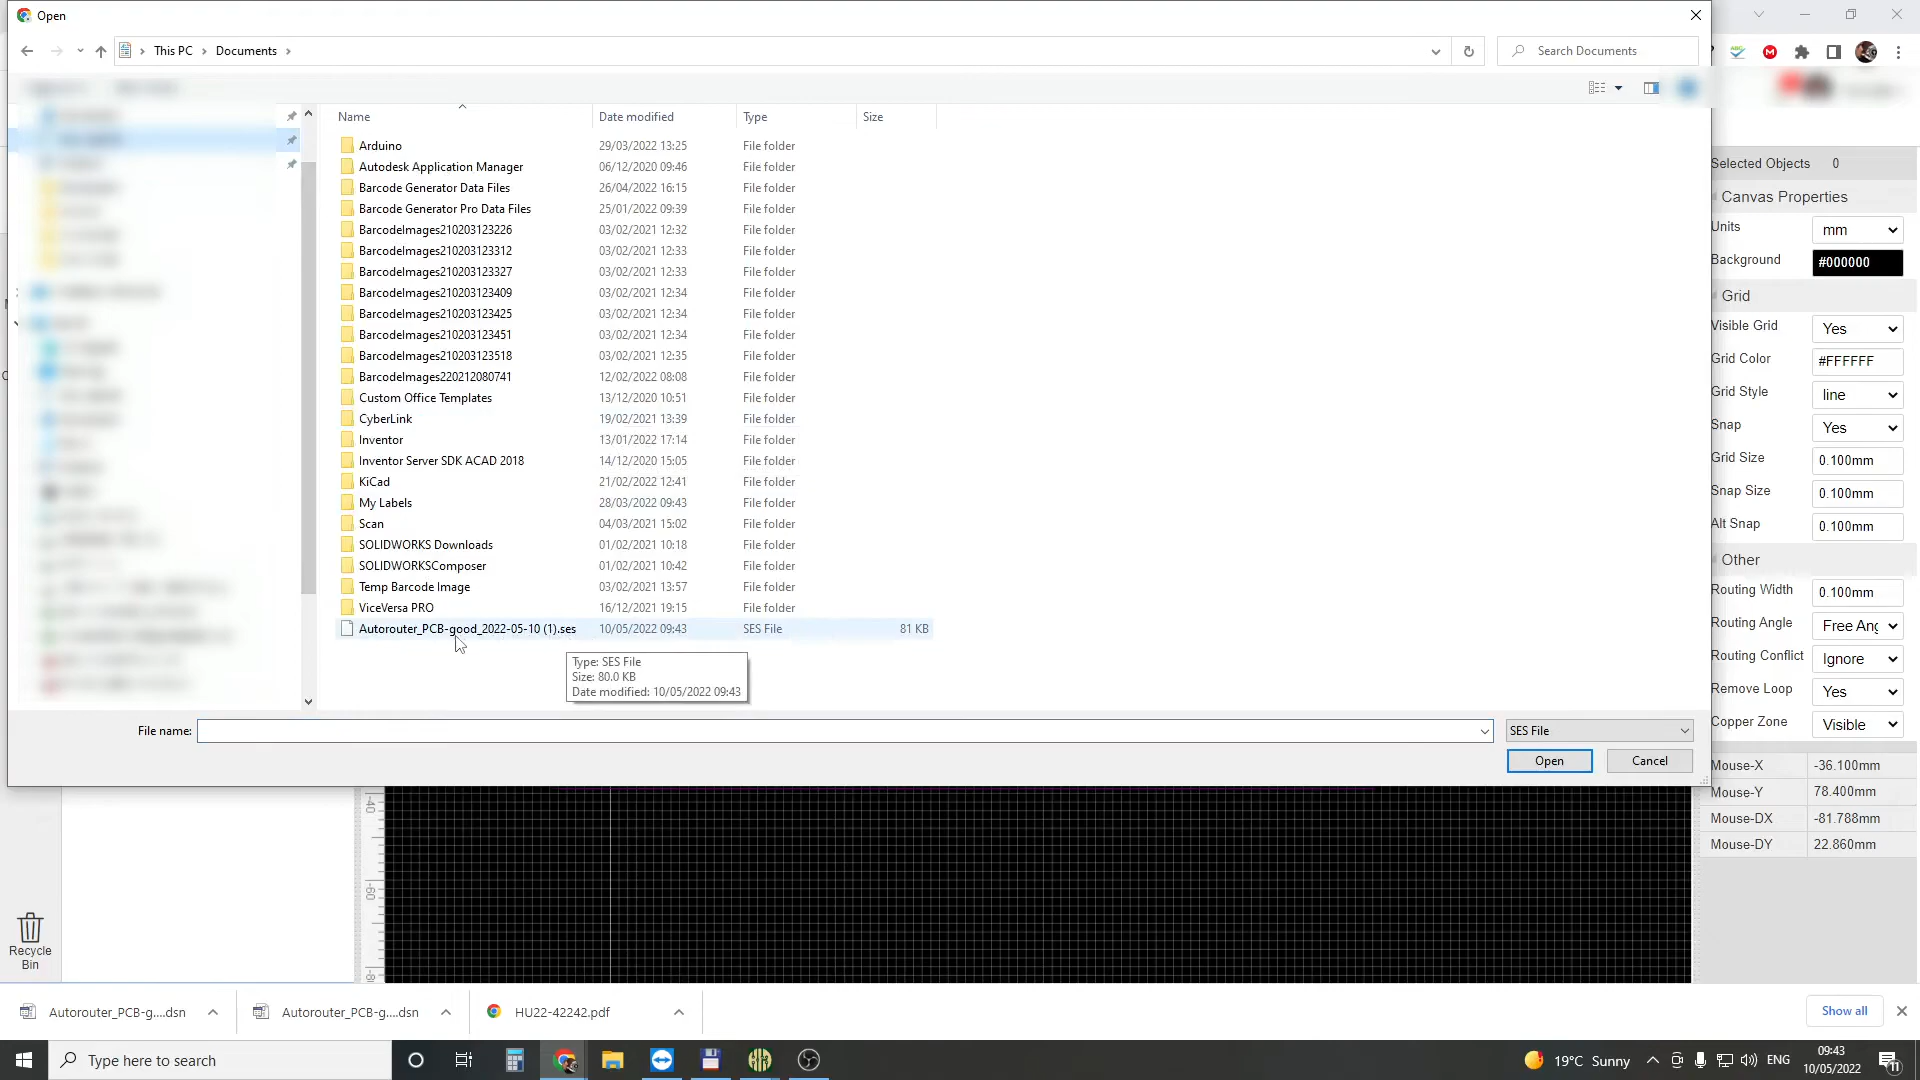 Open
This PC
Documents
Search Documents
Name
Date modified
Type
Size
Arduino 29/03/2022 13:25 File folder
Autodesk Application Manager 06/12/2020 09:46 File folder
Barcode Generator Data Files 26/04/2022 16:15 File folder
Barcode Generator Pro Data Files 25/01/2022 09:39 File folder
BarcodeImages210203123226 03/02/2021 12:32 File folder
BarcodeImages210203123312 03/02/2021 12:33 File folder
BarcodeImages210203123327 03/02/2021 12:33 File folder
BarcodeImages210203123409 03/02/2021 12:34 File folder
BarcodeImages210203123425 03/02/2021 12:34 File folder
BarcodeImages210203123451 03/02/2021 12:34 File folder
BarcodeImages210203123518 03/02/2021 12:35 File folder
BarcodeImages220212080741 12/02/2022 08:08 File folder
Custom Office Templates 13/12/2020 10:51 File folder
CyberLink 19/02/2021 13:39 File folder
Inventor 13/01/2022 17:14 File folder
Inventor Server SDK ACAD 2018 14/12/2020 15:05 File folder
KiCad 21/02/2022 12:41 File folder
My Labels 28/03/2022 09:43 File folder
Scan 04/03/2021 15:02 File folder
SOLIDWORKS Downloads 01/02/2021 10:18 File folder
SOLIDWORKSComposer 01/02/2021 10:42 File folder
Temp Barcode Image 03/02/2021 13:57 File folder
ViceVersa PRO 16/12/2021 19:15 File folder
Autorouter_PCB-good_2022-05-10 (1).ses 10/05/2022 09:43 SES File 81 KB
Type: SES File
Size: 80.0 KB
Date modified: 10/05/2022 09:43
File name:
SES File
Open
Cancel
Selected Objects 0
Canvas Properties
Units mm
Background #000000
Grid
Visible Grid Yes
Grid Color #FFFFFF
Grid Style line
Snap Yes
Grid Size 0.100mm
Snap Size 0.100mm
Alt Snap 0.100mm
Other
Routing Width 0.100mm
Routing Angle Free Ang
Routing Conflict Ignore
Remove Loop Yes
Copper Zone Visible
Mouse-X -36.100mm
Mouse-Y 78.400mm
Mouse-DX -81.788mm
Mouse-DY 22.860mm
-40
-60
-8
Recycle
Bin
Autorouter_PCB-g....dsn
Autorouter_PCB-g....dsn
HU22-42242.pdf
Show all
Type here to search
19°C Sunny
ENG
09:43
10/05/2022
11